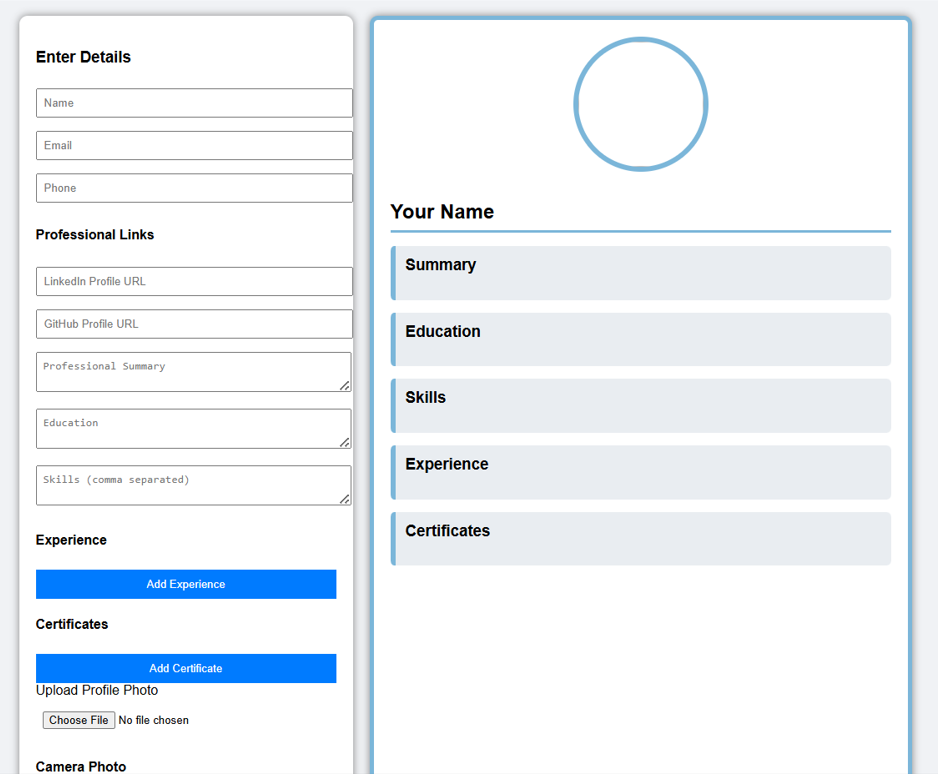 Enter Details
Name
Email
Phone
Professional Links
LinkedIn Profile URL
GitHub Profile URL
Professional Summary
Education
Skills (comma separated)
Experience
Add Experience
Certificates
Add Certificate
Upload Profile Photo
Choose File No file chosen
Camera Photo
Your Name
Summary
Education
Skills
Experience
Certificates